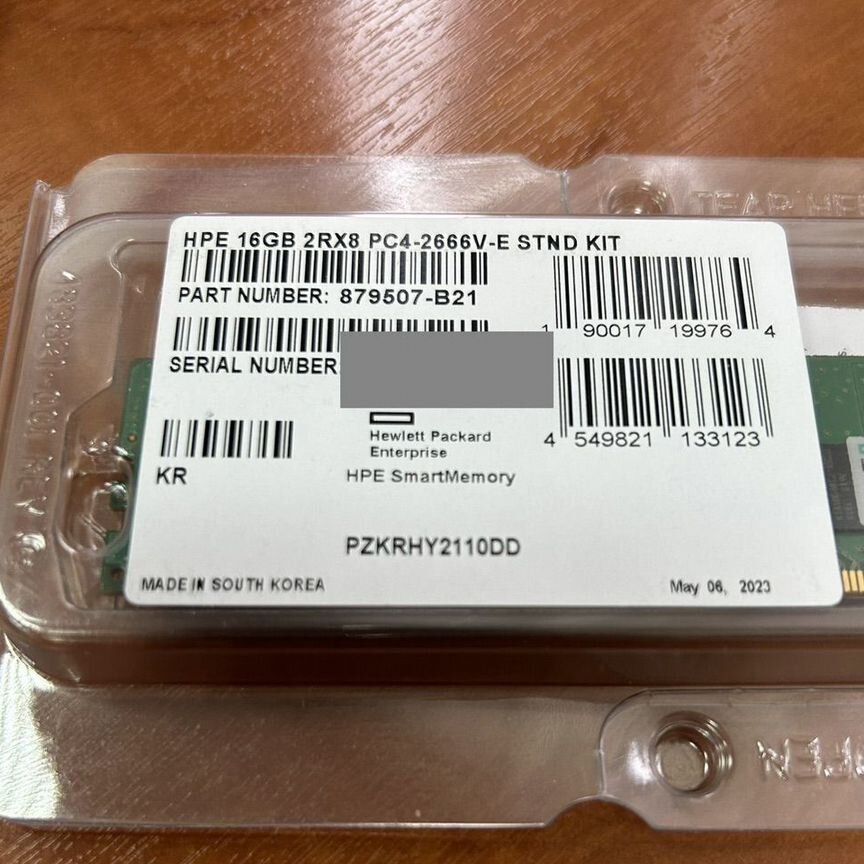 HPE 16GB 2RX8 PC4-2666V-E STND KIT
PART NUMBER: 879507-B21
1 90017 19976 4
SERIAL NUMBER
Hewlett Packard
Enterprise
4 549821 133123
KR
HPE SmartMemory
PZKRHY2110DD
MADE IN SOUTH KOREA
May 06, 2023